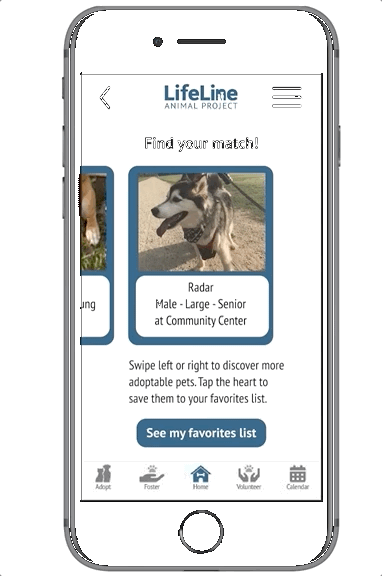 LifeLine
ANIMAL PROJECT
Find your match!
ung
Radar
Male - Large - Senior
at Community Center
Swipe left or right to discover more
adoptable pets. Tap the heart to
save them to your favorites list.
See my favorites list
Adopt
Foster
Home
Volunteer
Calendar